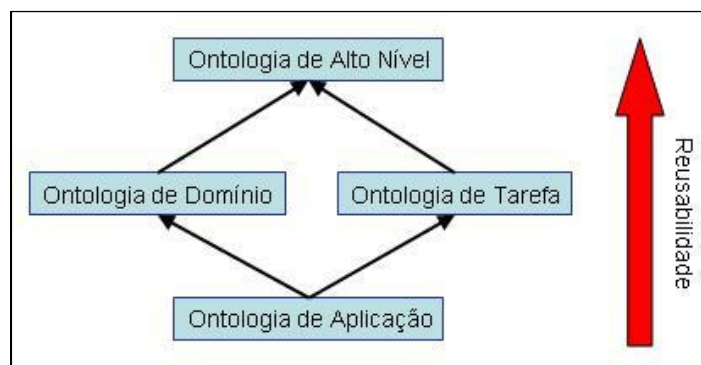 Ontologia de Alto Nível
Ontologia de Domínio
Ontologia de Tarefa
Ontologia de Aplicação
Reusabilidade